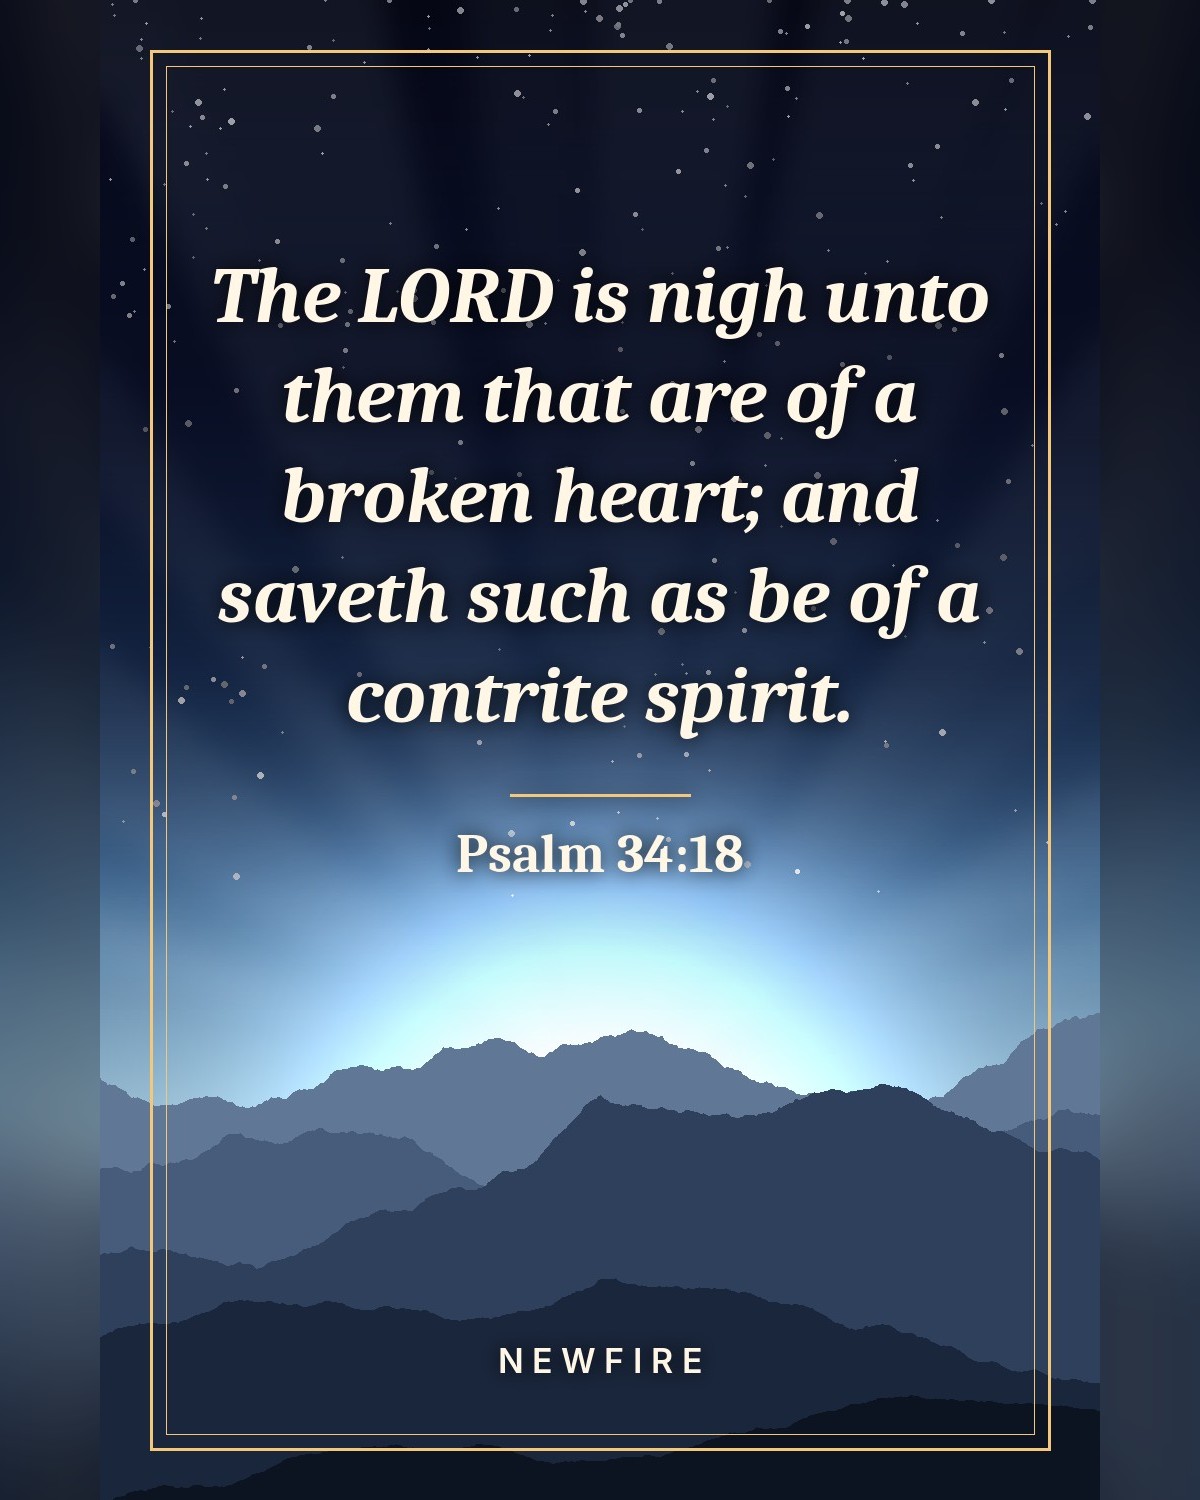 The LORD is nigh unto
them that are of a
broken heart; and
saveth such as be of a
contrite spirit.
Psalm 34:18
NEWFIRE